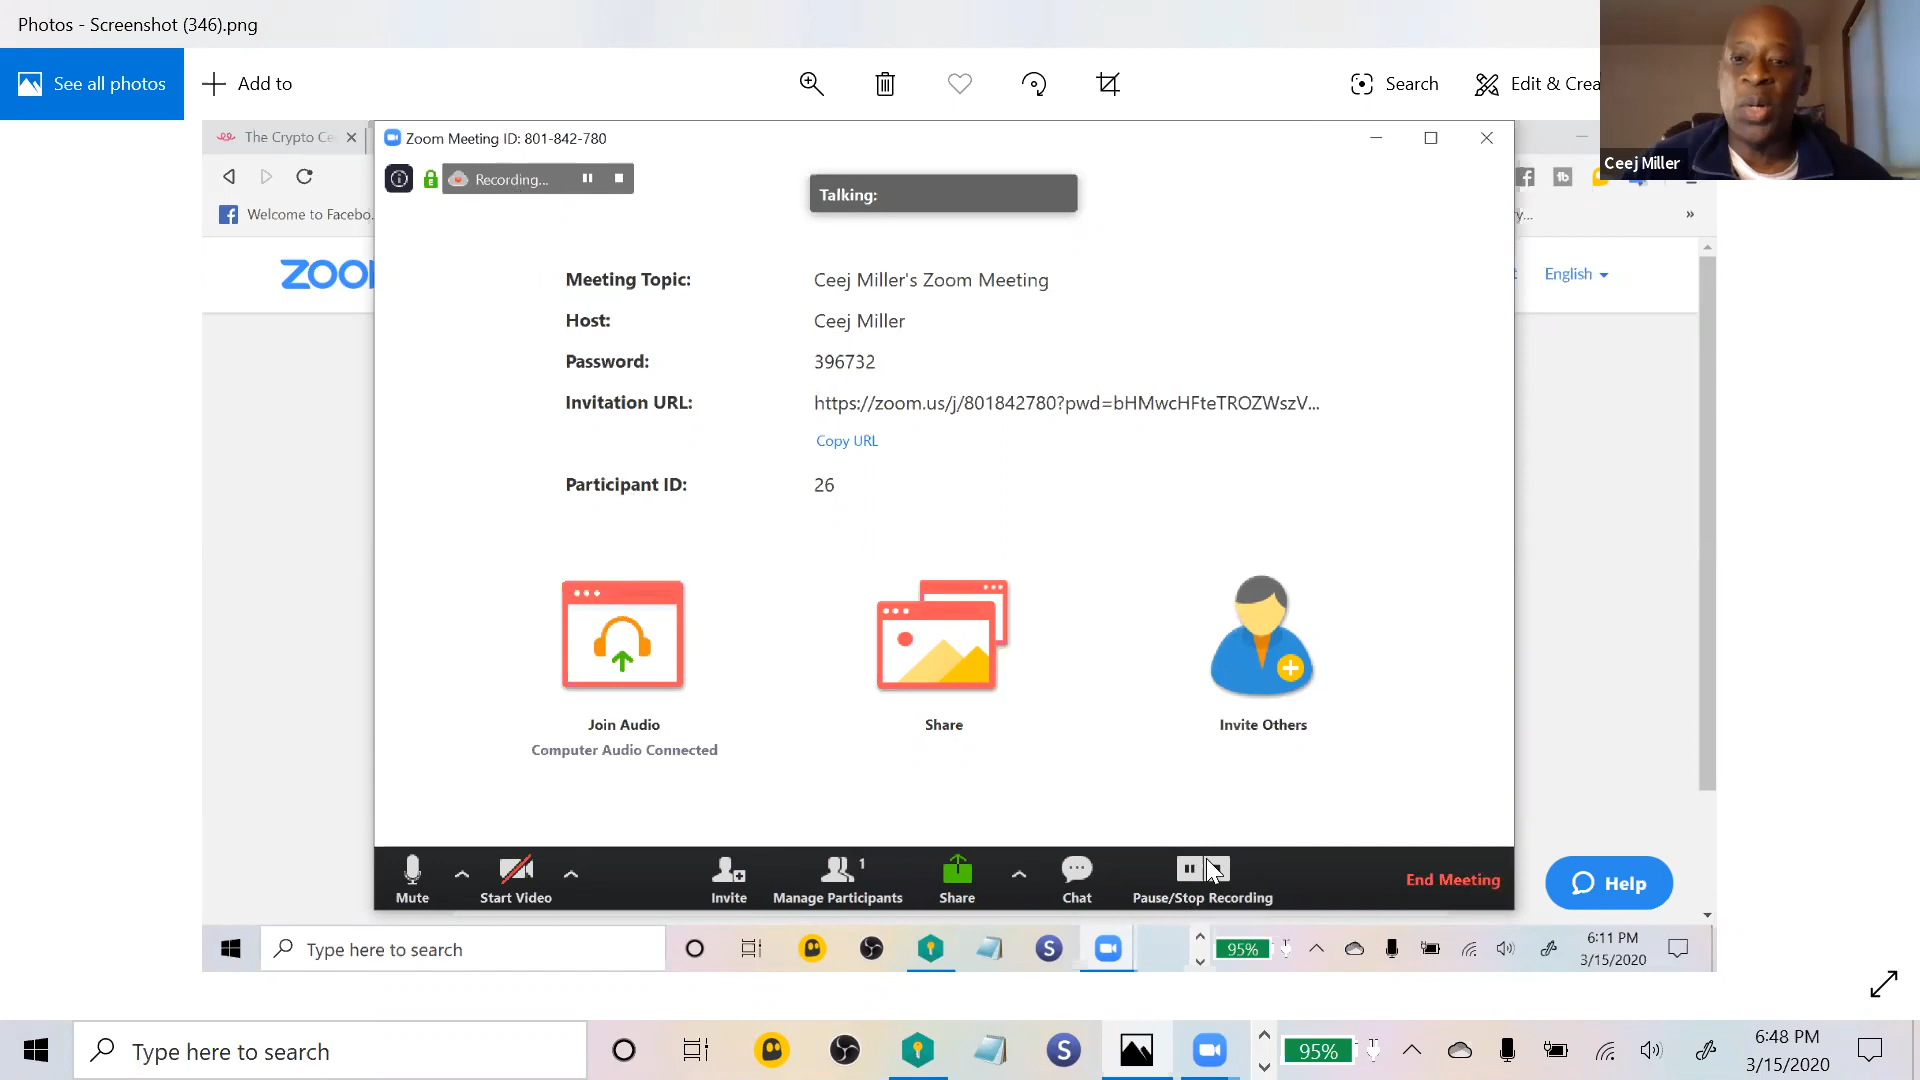 Photos - Screenshot (346).png
See all photos
Add to
Search
Edit & Crea
Ceej Miller
The Crypto Ce
Zoom Meeting ID: 801-842-780
Recording...
Talking:
Welcome to Facebo.
y...
»
zoo
English
Meeting Topic: Ceej Miller's Zoom Meeting
Host: Ceej Miller
Password: 396732
Invitation URL: https://zoom.us/j/801842780?pwd=bHMwcHFteTROZWszV...
Copy URL
Participant ID: 26
Join Audio
Computer Audio Connected
Share
Invite Others
Mute
Start Video
Invite
1
Manage Participants
Share
Chat
Pause/Stop Recording
End Meeting
Help
Type here to search
S
95%
6:11 PM
3/15/2020
Type here to search
S
95%
6:48 PM
3/15/2020